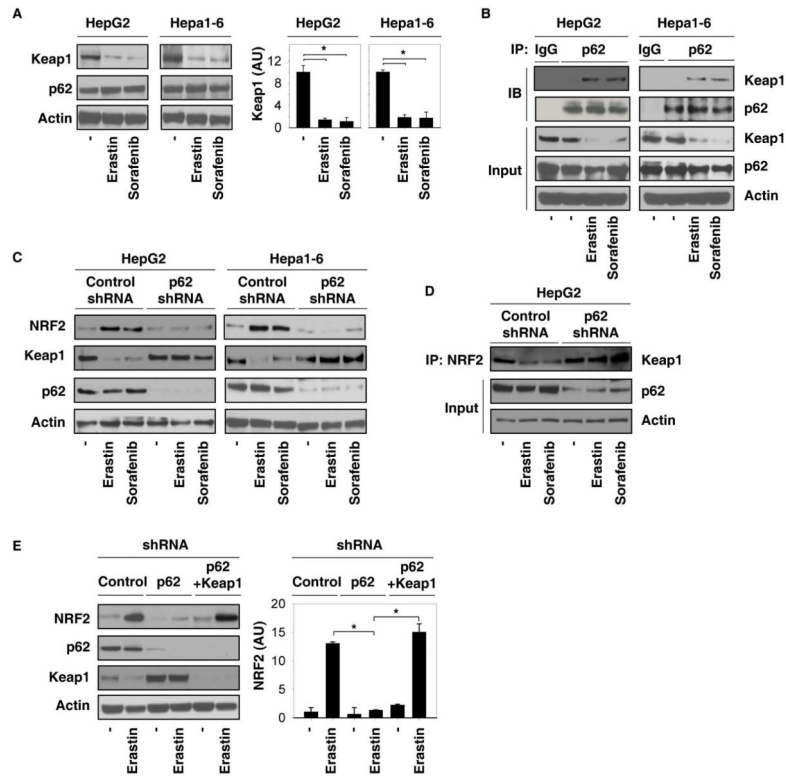 A
HepG2 Hepa1-6 HepG2 Hepa1-6
Keap1
p62
Actin
- Erastin Sorafenib - Erastin Sorafenib
Keap1 (AU)
12
8
4
0
* *
- Erastin Sorafenib - Erastin Sorafenib
B
HepG2 Hepa1-6
IP: IgG p62 IgG p62
IB
Keap1
p62
Input
Keap1
p62
Actin
- - Erastin Sorafenib - - Erastin Sorafenib
C
HepG2 Hepa1-6
Control shRNA p62 shRNA Control shRNA p62 shRNA
NRF2
Keap1
p62
Actin
- Erastin Sorafenib - Erastin Sorafenib - Erastin Sorafenib - Erastin Sorafenib
D
HepG2
Control shRNA p62 shRNA
IP: NRF2 Keap1
Input
p62
Actin
- Erastin Sorafenib - Erastin Sorafenib
E
shRNA
Control p62 p62 +Keap1
NRF2
p62
Keap1
Actin
- Erastin - Erastin - Erastin
shRNA
Control p62 p62 +Keap1
NRF2 (AU)
20
15
10
5
0
* *
- Erastin - Erastin - Erastin